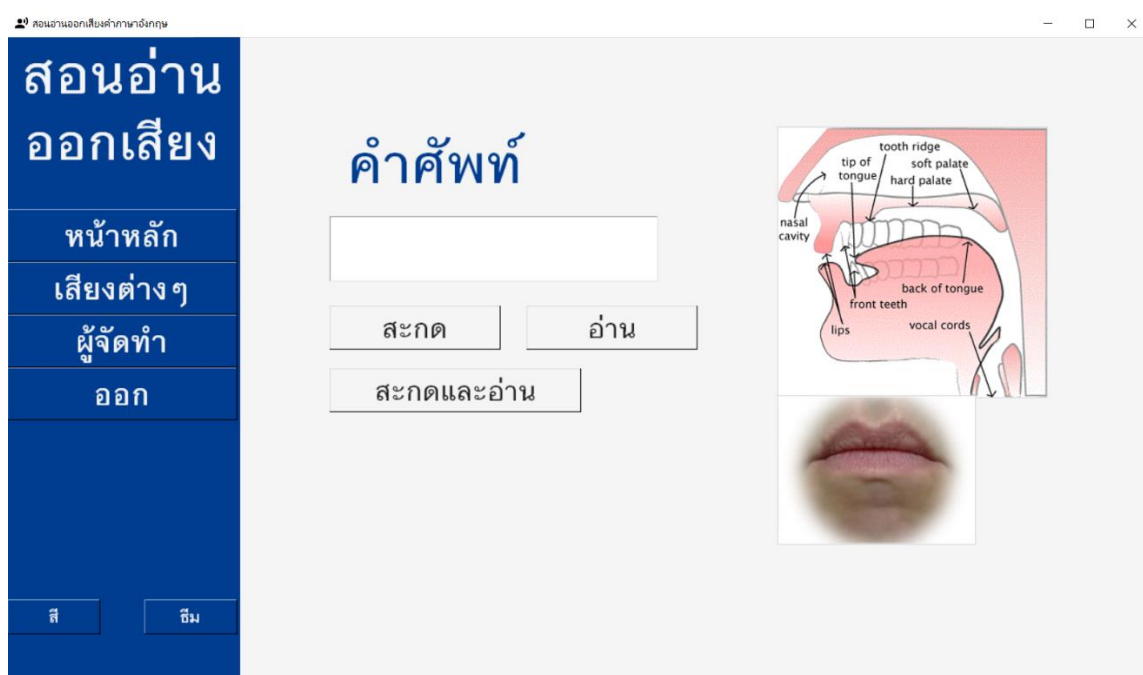 สอนอ่านออกเสียงคำภาษาอังกฤษ
สอนอ่าน
ออกเสียง
หน้าหลัก
เสียงต่าง ๆ
ผู้จัดทำ
ออก
สี
ธีม
คำศัพท์
สะกด
อ่าน
สะกดและอ่าน
tooth ridge
tip of
tongue
soft palate
hard palate
nasal
cavity
back of tongue
front teeth
lips
vocal cords